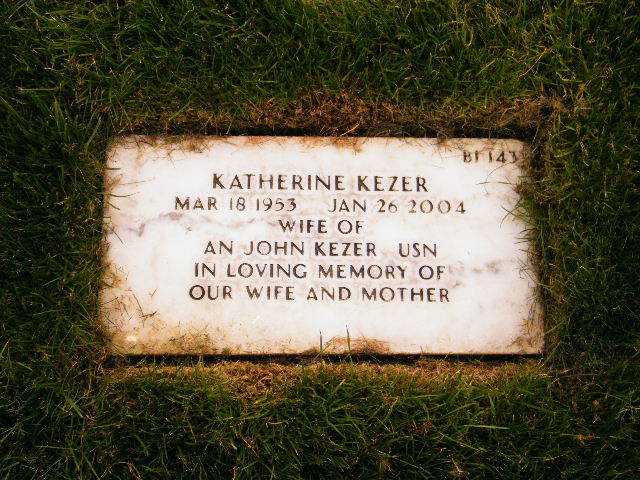 BI 143
KATHERINE KEZER
MAR 18 1953 JAN 26 2004
WIFE OF
AN JOHN KEZER USN
IN LOVING MEMORY OF
OUR WIFE AND MOTHER